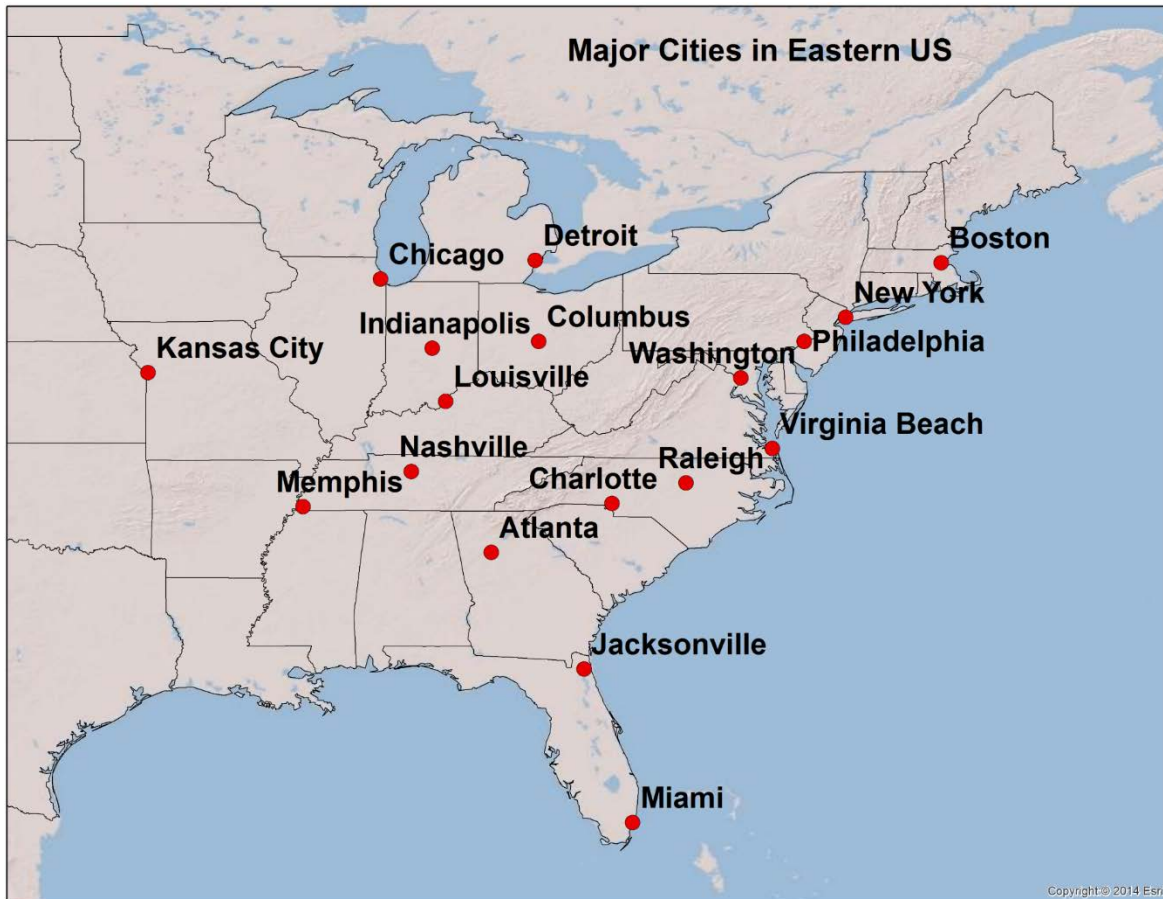 Major Cities in Eastern US
Detroit
Boston
Chicago
New York
Indianapolis
Columbus
Kansas City
Washington
Philadelphia
Louisville
Virginia Beach
Nashville
Raleigh
Memphis
Charlotte
Atlanta
Jacksonville
Miami
Copyright:© 2014 Esri